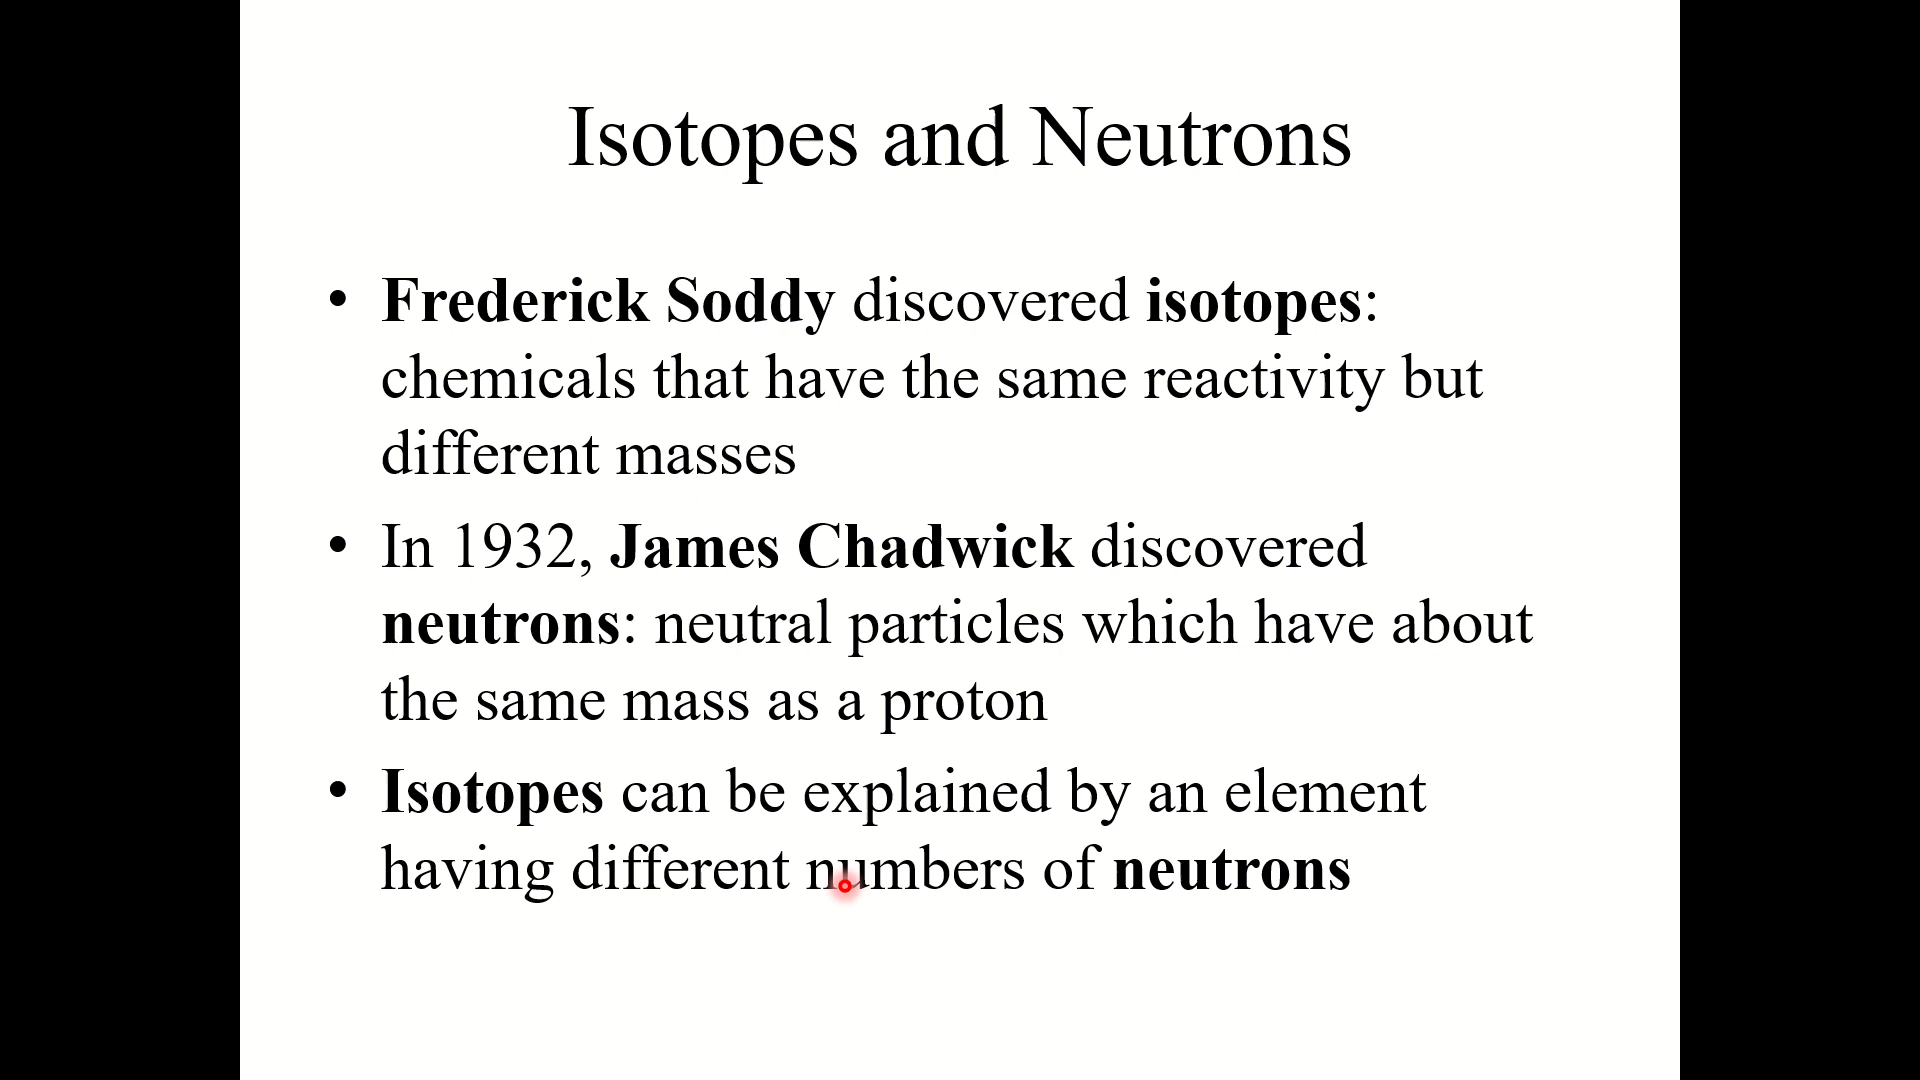 Isotopes and Neutrons
• Frederick Soddy discovered isotopes:
chemicals that have the same reactivity but
different masses
• In 1932, James Chadwick discovered
neutrons: neutral particles which have about
the same mass as a proton
• Isotopes can be explained by an element
having different numbers of neutrons